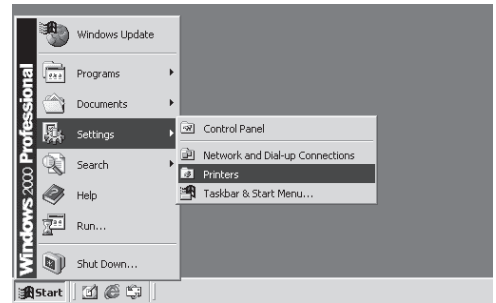 Windows Update
Programs
Documents
Settings
Search
Help
Run...
Shut Down...
Windows 2000 Professional
Control Panel
Network and Dial-up Connections
Printers
Taskbar & Start Menu...
Start